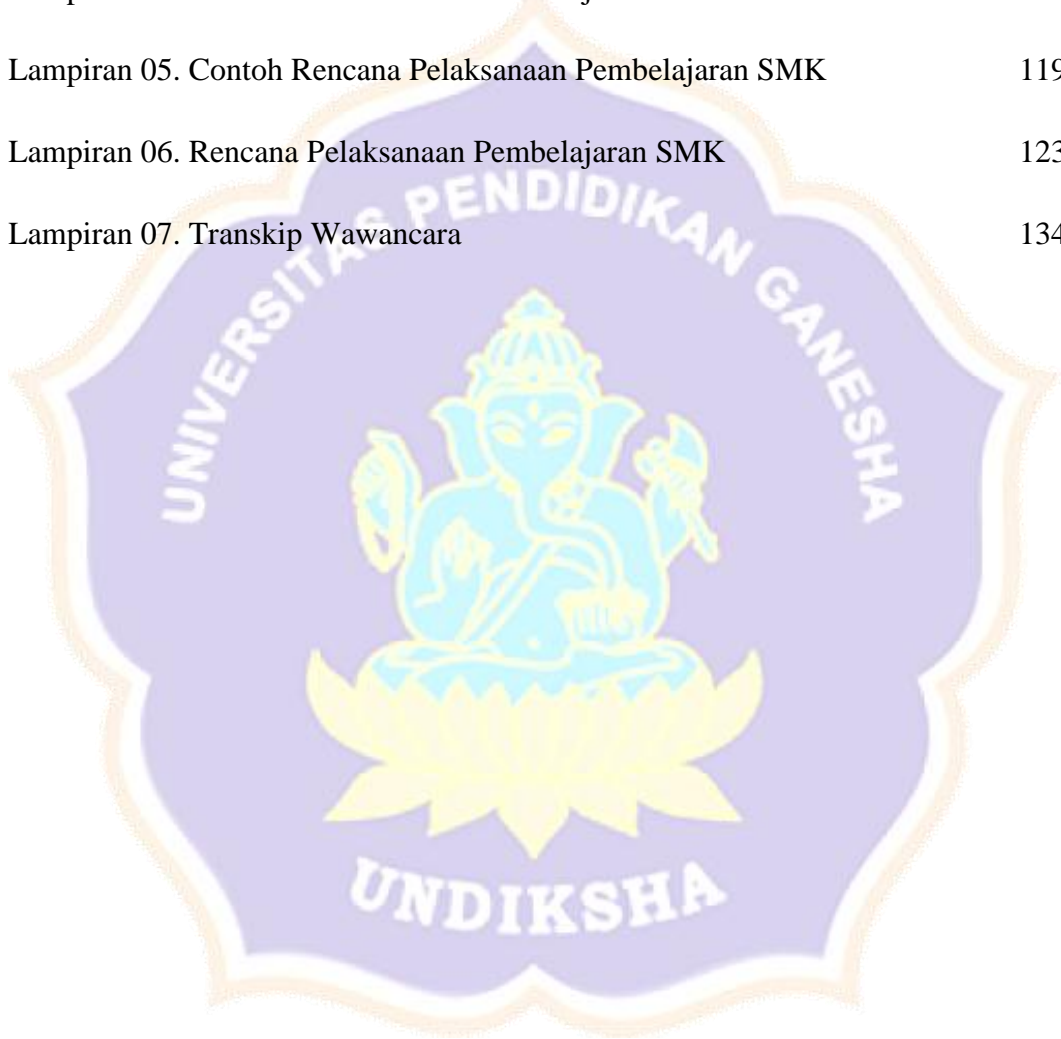 Lampiran 05. Contoh Rencana Pelaksanaan Pembelajaran SMK 119
Lampiran 06. Rencana Pelaksanaan Pembelajaran SMK 123
Lampiran 07. Transkip Wawancara 134
UNIVERSITAS PENDIDIKAN GANESHA
UNDIKSHA